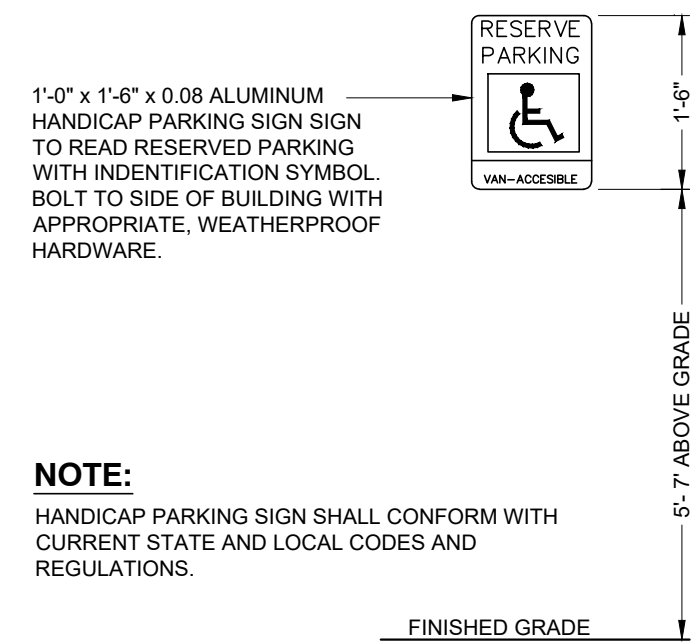 RESERVE
PARKING
VAN-ACCESIBLE
1'-6"
1'-0" x 1'-6" x 0.08 ALUMINUM
HANDICAP PARKING SIGN SIGN
TO READ RESERVED PARKING
WITH INDENTIFICATION SYMBOL.
BOLT TO SIDE OF BUILDING WITH
APPROPRIATE, WEATHERPROOF
HARDWARE.
5'- 7' ABOVE GRADE
NOTE:
HANDICAP PARKING SIGN SHALL CONFORM WITH
CURRENT STATE AND LOCAL CODES AND
REGULATIONS.
FINISHED GRADE